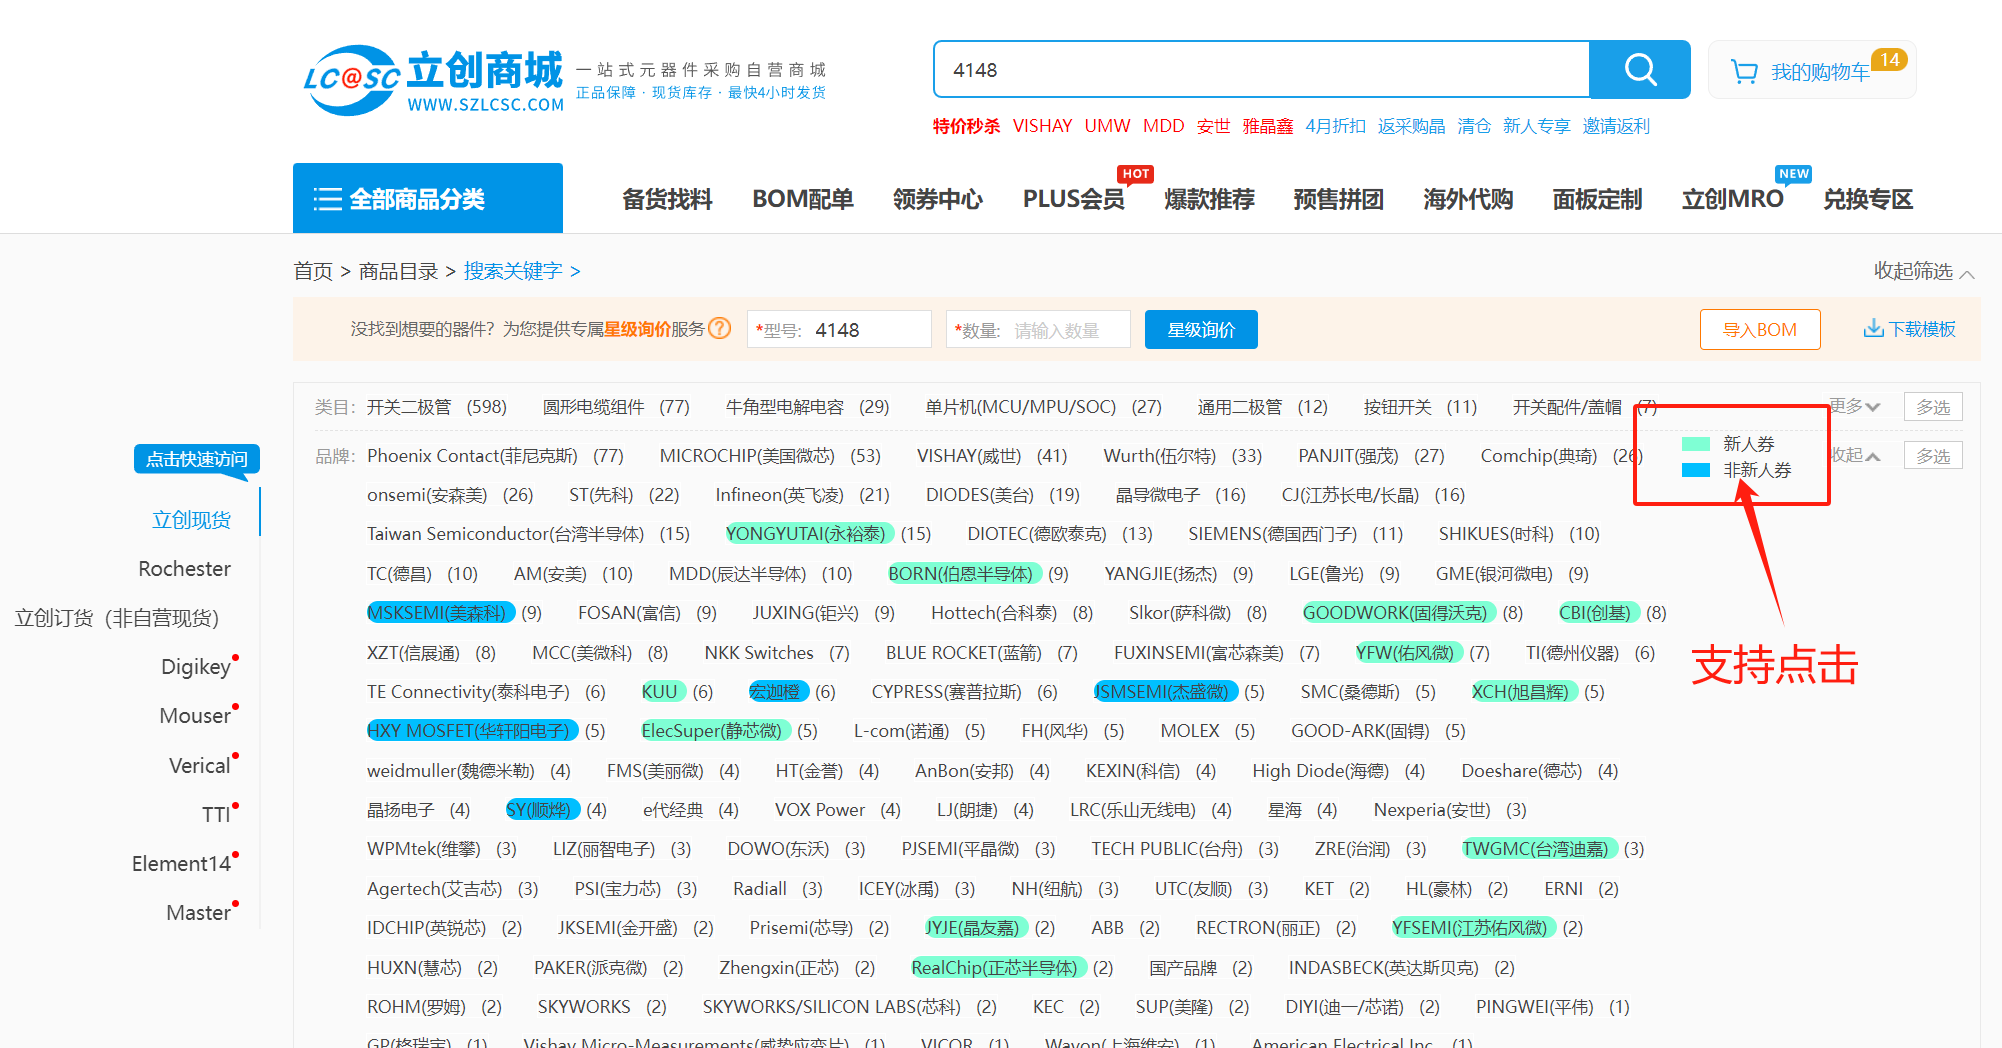 LC@SC 立创商城 一站式元器件采购自营商城
WWW.SZLCSC.COM 正品保障 · 现货库存 · 最快4小时发货
4148
我的购物车 14
特价秒杀 VISHAY UMW MDD 安世 雅晶鑫 4月折扣 返采购晶 清仓 新人专享 邀请返利
全部商品分类 备货找料 BOM配单 领券中心 PLUS会员 HOT 爆款推荐 预售拼团 海外代购 面板定制 立创MRO NEW 兑换专区
首页 > 商品目录 > 搜索关键字 > 收起筛选
没找到想要的器件？为您提供专属星级询价服务 ? *型号: 4148 *数量: 请输入数量 星级询价 导入BOM 下载模板
类目: 开关二极管 (598) 圆形电缆组件 (77) 牛角型电解电容 (29) 单片机(MCU/MPU/SOC) (27) 通用二极管 (12) 按钮开关 (11) 开关配件/盖帽 (7) 更多 多选
新人券
非新人券
品牌: Phoenix Contact(菲尼克斯) (77) MICROCHIP(美国微芯) (53) VISHAY(威世) (41) Wurth(伍尔特) (33) PANJIT(强茂) (27) Comchip(典琦) (26) 收起 多选
onsemi(安森美) (26) ST(先科) (22) Infineon(英飞凌) (21) DIODES(美台) (19) 晶导微电子 (16) CJ(江苏长电/长晶) (16)
Taiwan Semiconductor(台湾半导体) (15) YONGYUTAI(永裕泰) (15) DIOTEC(德欧泰克) (13) SIEMENS(德国西门子) (11) SHIKUES(时科) (10)
TC(德昌) (10) AM(安美) (10) MDD(辰达半导体) (10) BORN(伯恩半导体) (9) YANGJIE(扬杰) (9) LGE(鲁光) (9) GME(银河微电) (9)
MSKSEMI(美森科) (9) FOSAN(富信) (9) JUXING(钜兴) (9) Hottech(合科泰) (8) Slkor(萨科微) (8) GOODWORK(固得沃克) (8) CBI(创基) (8)
XZT(信展通) (8) MCC(美微科) (8) NKK Switches (7) BLUE ROCKET(蓝箭) (7) FUXINSEMI(富芯森美) (7) YFW(佑风微) (7) TI(德州仪器) (6)
TE Connectivity(泰科电子) (6) KUU (6) 宏迦橙 (6) CYPRESS(赛普拉斯) (6) JSMSEMI(杰盛微) (5) SMC(桑德斯) (5) XCH(旭昌辉) (5)
HXY MOSFET(华轩阳电子) (5) ElecSuper(静芯微) (5) L-com(诺通) (5) FH(风华) (5) MOLEX (5) GOOD-ARK(固锝) (5)
weidmuller(魏德米勒) (4) FMS(美丽微) (4) HT(金誉) (4) AnBon(安邦) (4) KEXIN(科信) (4) High Diode(海德) (4) Doeshare(德芯) (4)
晶扬电子 (4) SY(顺烨) (4) e代经典 (4) VOX Power (4) LJ(朗捷) (4) LRC(乐山无线电) (4) 星海 (4) Nexperia(安世) (3)
WPMtek(维攀) (3) LIZ(丽智电子) (3) DOWO(东沃) (3) PJSEMI(平晶微) (3) TECH PUBLIC(台舟) (3) ZRE(治润) (3) TWGMC(台湾迪嘉) (3)
Agertech(艾吉芯) (3) PSI(宝力芯) (3) Radiall (3) ICEY(冰禹) (3) NH(纽航) (3) UTC(友顺) (3) KET (2) HL(豪林) (2) ERNI (2)
IDCHIP(英锐芯) (2) JKSEMI(金开盛) (2) Prisemi(芯导) (2) JYJE(晶友嘉) (2) ABB (2) RECTRON(丽正) (2) YFSEMI(江苏佑风微) (2)
HUXN(慧芯) (2) PAKER(派克微) (2) Zhengxin(正芯) (2) RealChip(正芯半导体) (2) 国产品牌 (2) INDASBECK(英达斯贝克) (2)
ROHM(罗姆) (2) SKYWORKS (2) SKYWORKS/SILICON LABS(芯科) (2) KEC (2) SUP(美隆) (2) DIYI(迪一/芯诺) (2) PINGWEI(平伟) (1)
GP(格瑞宝) (1) Vishay Micro-Measurements(威势应变片) (1) VICOR (1) Wayon(上海维安) (1) American Electrical Inc. (1)
支持点击
点击快速访问
立创现货
Rochester
立创订货（非自营现货）
Digikey
Mouser
Verical
TTI
Element14
Master